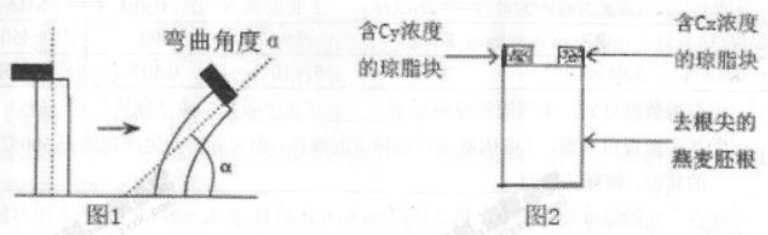 弯曲角度 α
α
图1
含Cy浓度
的琼脂块
含Cx浓度
的琼脂块
去根尖的
燕麦胚根
图2